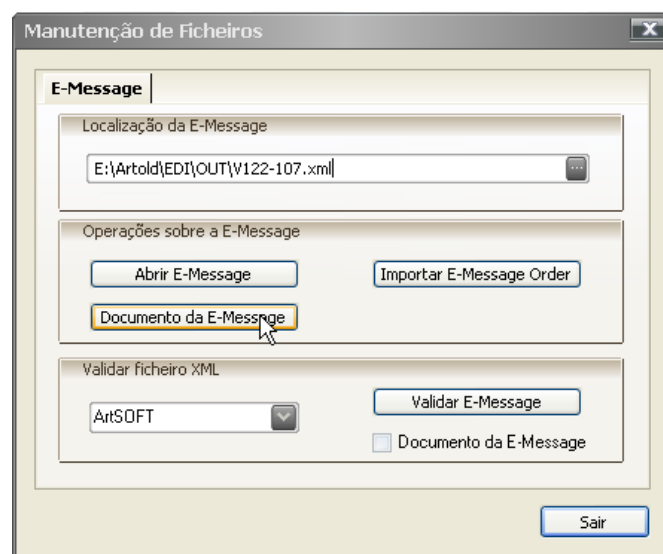 Manutenção de Ficheiros
E-Message
Localização da E-Message
E:\Artold\EDI\OUT\V122-107.xml
...
Operações sobre a E-Message
Abrir E-Message
Importar E-Message Order
Documento da E-Message
Validar ficheiro XML
ArtSOFT
Validar E-Message
Documento da E-Message
Sair